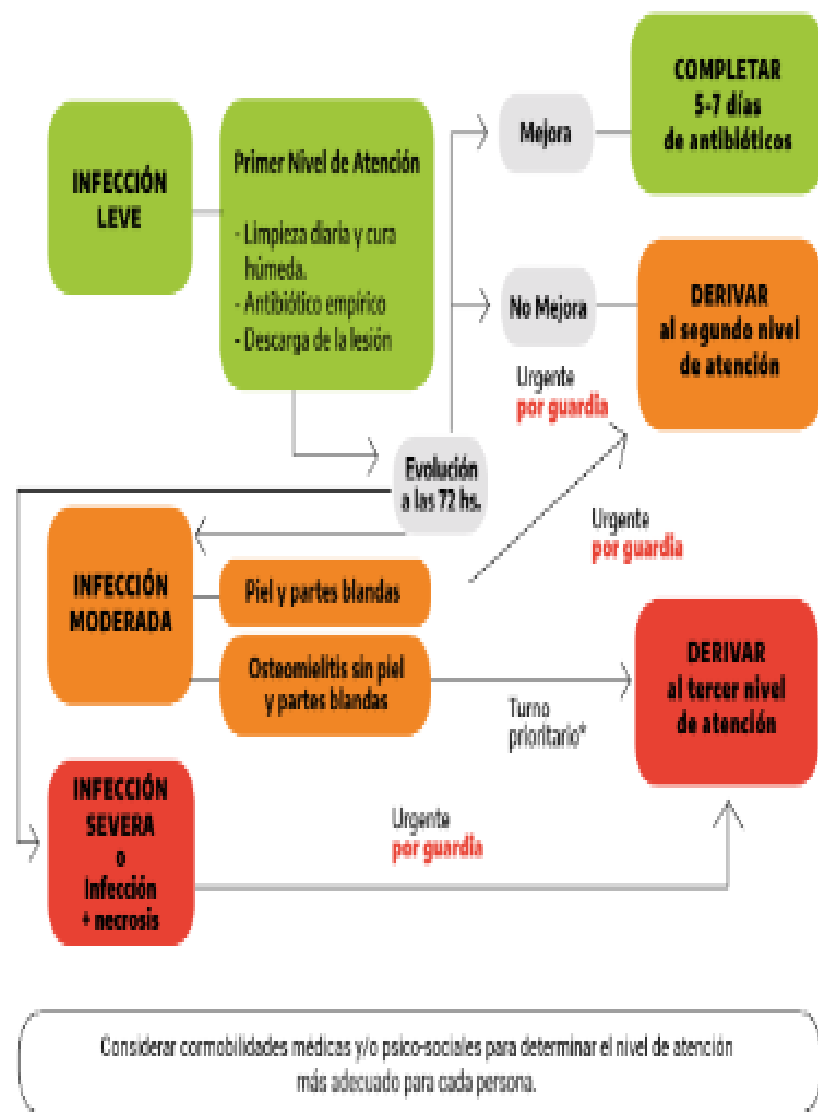 INFECCIÓN
LEVE
Primer Nivel de Atención
- Limpieza diaria y cura
húmeda.
- Antibiótico empírico
- Descarga de la lesión
Mejora
COMPLETAR
5-7 días
de antibióticos
No Mejora
DERIVAR
al segundo nivel
de atención
Urgente
por guardia
Evolución
a las 72 hs.
Urgente
por guardia
INFECCIÓN
MODERADA
Piel y partes blandas
Osteomielitis sin piel
y partes blandas
Turno
prioritario*
DERIVAR
al tercer nivel
de atención
INFECCIÓN
SEVERA
o
Infección
+ necrosis
Urgente
por guardia
Considerar cormobilidades médicas y/o psico-sociales para determinar el nivel de atención
más adecuado para cada persona.